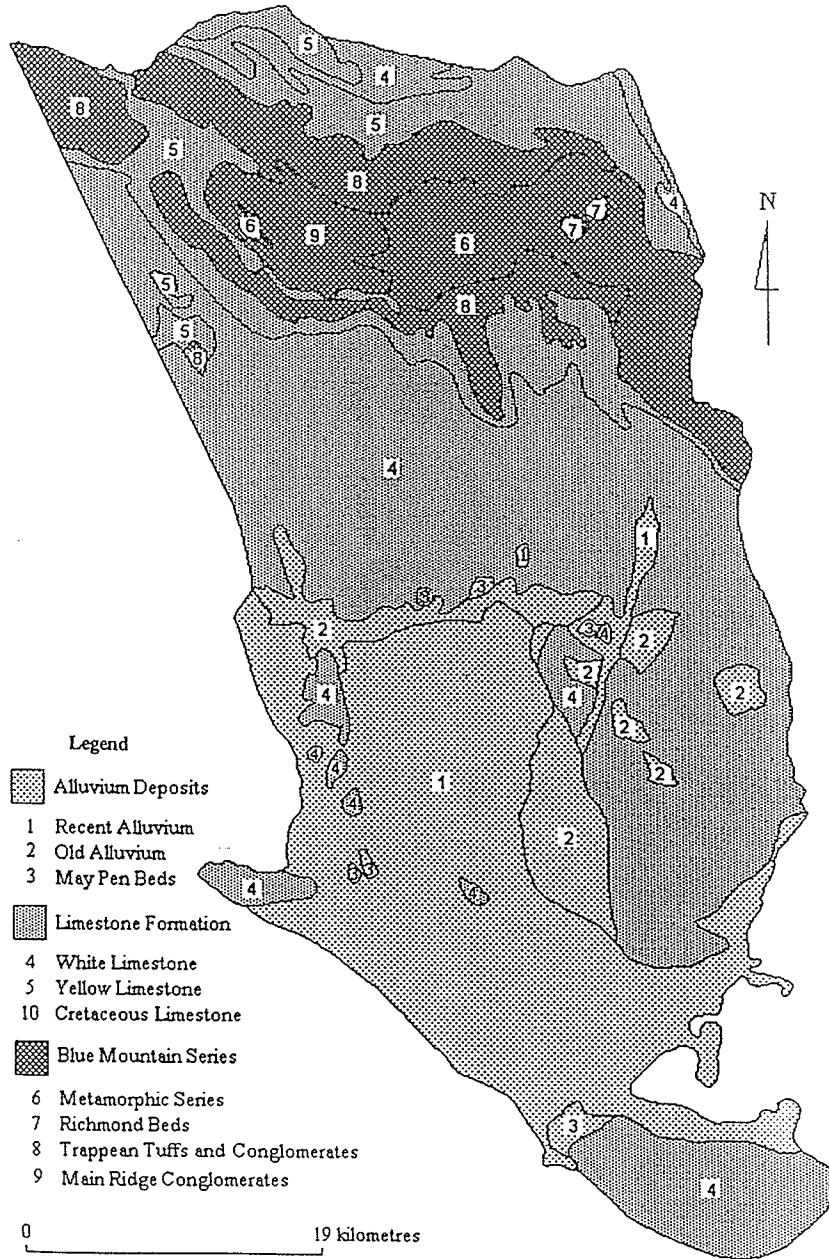 5
4
8
5
5
8
4
7
7
N
6
9
6
5
8
5
8
4
1
1
3
2
3
4
2
2
4
4
2
2
2
4
4
1
4
2
3
4
4
3
4
Legend
Alluvium Deposits
1 Recent Alluvium
2 Old Alluvium
3 May Pen Beds
Limestone Formation
4 White Limestone
5 Yellow Limestone
10 Cretaceous Limestone
Blue Mountain Series
6 Metamorphic Series
7 Richmond Beds
8 Trappean Tuffs and Conglomerates
9 Main Ridge Conglomerates
0 19 kilometres